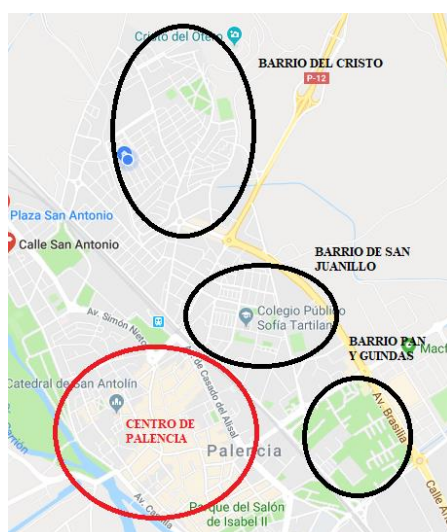 Cristo del Otero
BARRIO DEL CRISTO
P-12
Plaza San Antonio
Calle San Antonio
BARRIO DE SAN
JUANILLO
Colegio Público
Sofía Tartilan
Av. Simón Nieto
BARRIO PAN
Y GUINDAS
Catedral de San Antolín
de Casado del Alisal
CENTRO DE
PALENCIA
Palencia
Av. Brasilia
Av. Castilla
Parque del Salón
de Isabel II